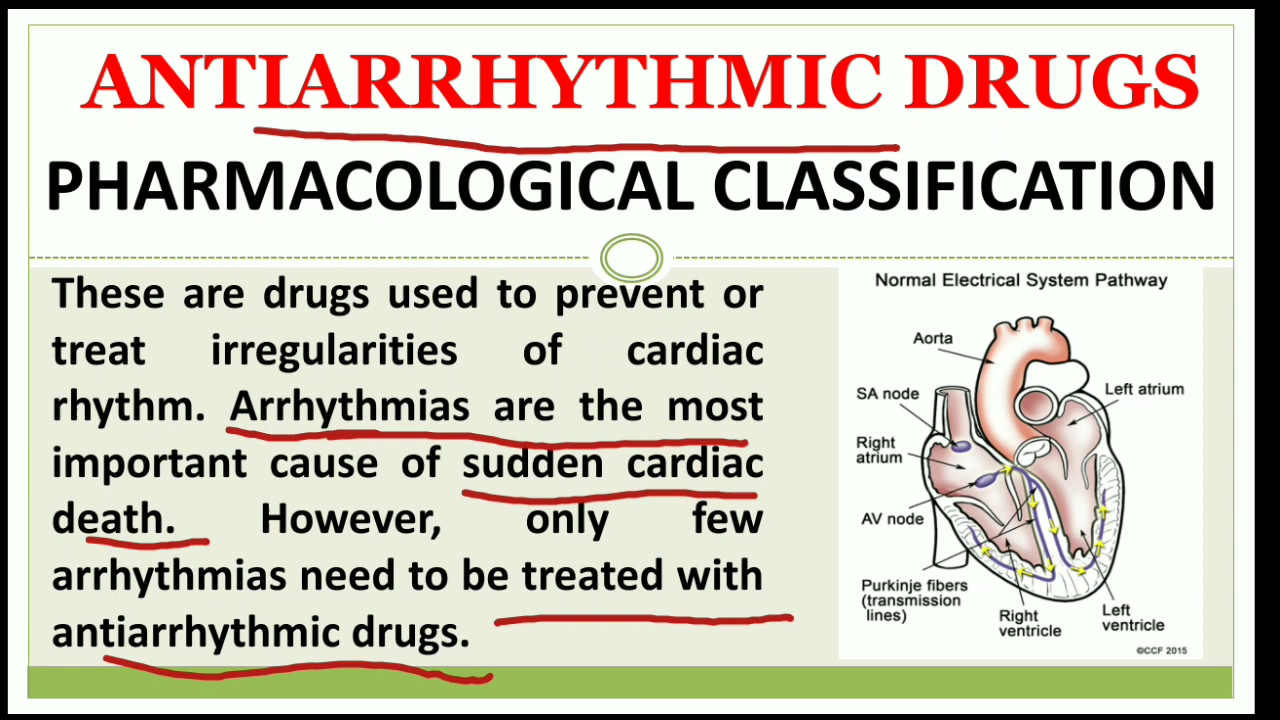 ANTIARRHYTHMIC DRUGS
PHARMACOLOGICAL CLASSIFICATION
These are drugs used to prevent or
treat irregularities of cardiac
rhythm. Arrhythmias are the most
important cause of sudden cardiac
death. However, only few
arrhythmias need to be treated with
antiarrhythmic drugs.
Normal Electrical System Pathway
Aorta
SA node
Left atrium
Right
atrium
AV node
Purkinje fibers
(transmission
lines)
Right
ventricle
Left
ventricle
©CCF 2015